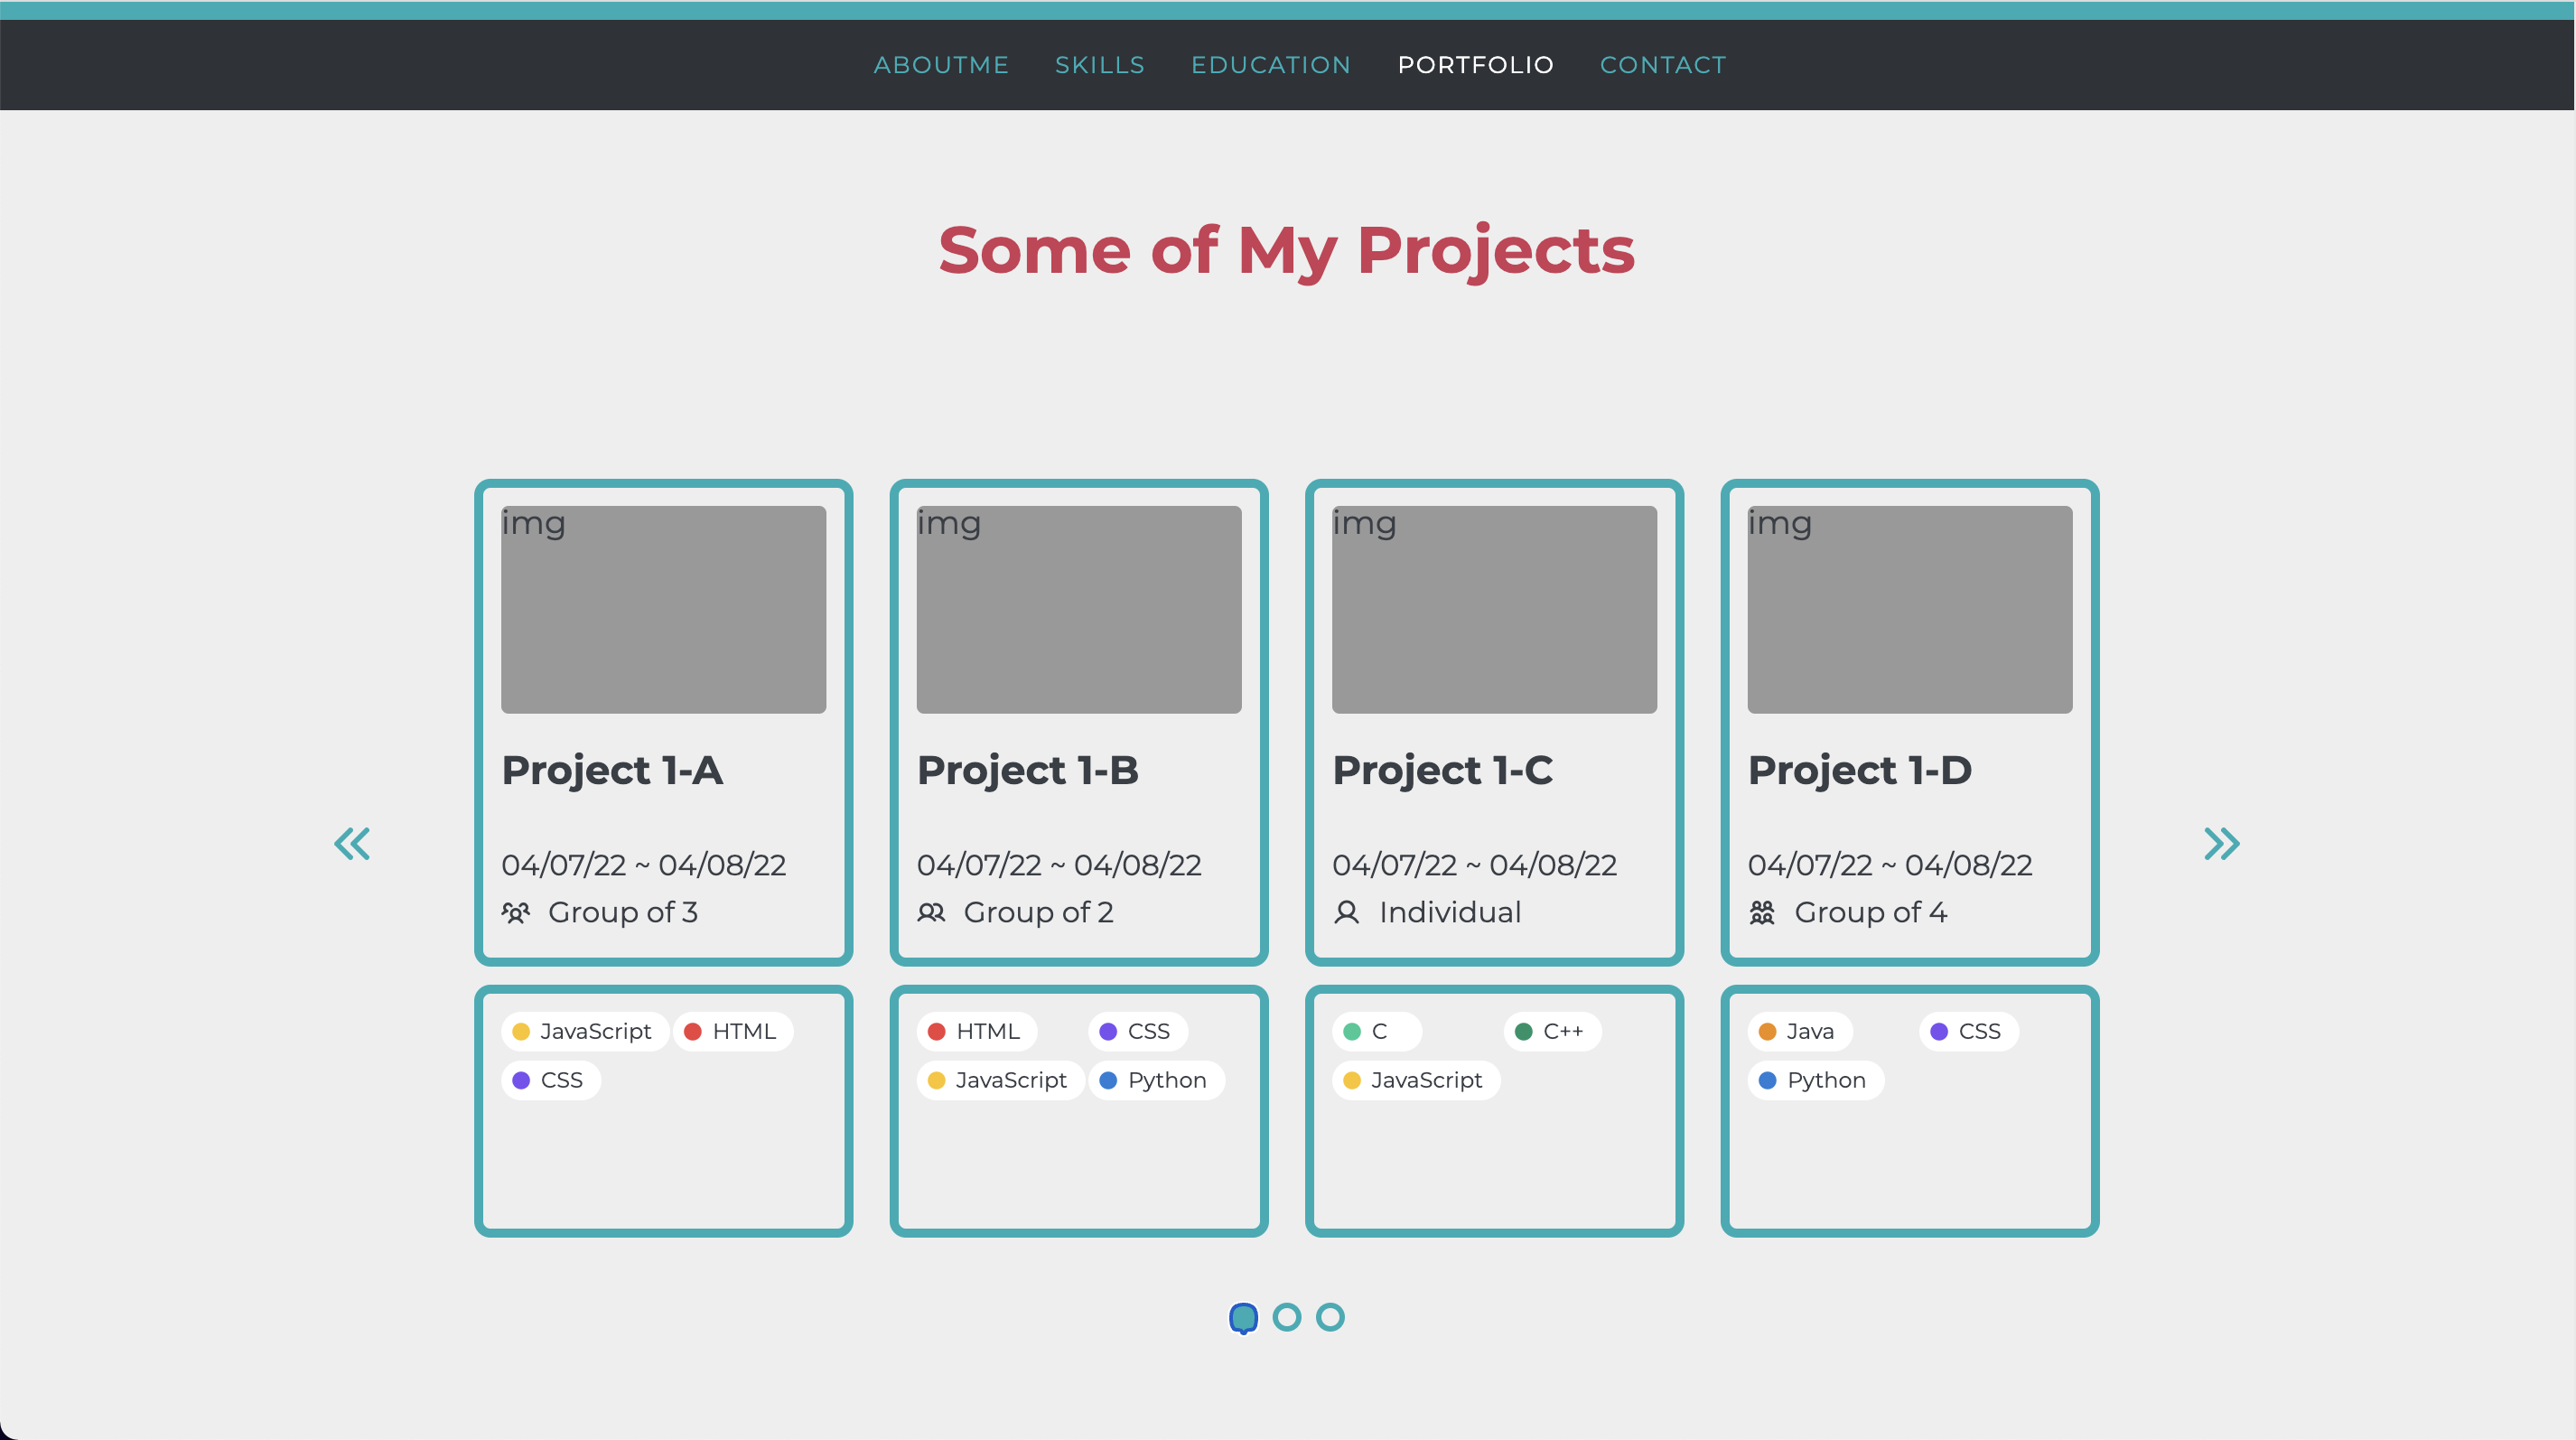 ABOUTME SKILLS EDUCATION PORTFOLIO CONTACT
Some of My Projects
img
Project 1-A
04/07/22 ~ 04/08/22
Group of 3
JavaScript HTML
CSS
img
Project 1-B
04/07/22 ~ 04/08/22
Group of 2
HTML CSS
JavaScript Python
img
Project 1-C
04/07/22 ~ 04/08/22
Individual
C C++
JavaScript
img
Project 1-D
04/07/22 ~ 04/08/22
Group of 4
Java CSS
Python